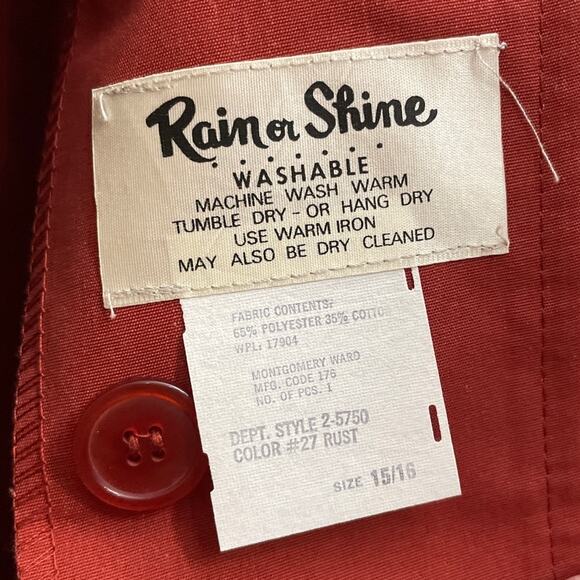 Rain or Shine
WASHABLE
MACHINE WASH WARM
TUMBLE DRY - OR HANG DRY
USE WARM IRON
MAY ALSO BE DRY CLEANED
FABRIC CONTENTS:
65% POLYESTER 35% COTTO
WPL: 17904
MONTGOMERY WARD
MFG. CODE 176
NO. OF PCS. 1
DEPT. STYLE 2-5750
COLOR #27 RUST
SIZE 15/16